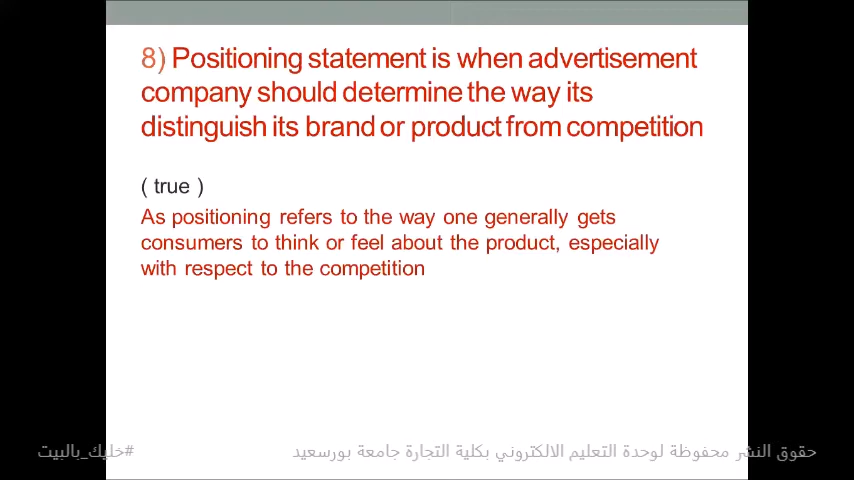 8) Positioning statement is when advertisement
company should determine the way its
distinguish its brand or product from competition
( true )
As positioning refers to the way one generally gets
consumers to think or feel about the product, especially
with respect to the competition
حقوق النشر محفوظة لوحدة التعليم الالكتروني بكلية التجارة جامعة بورسعيد
#خليك_بالبيت